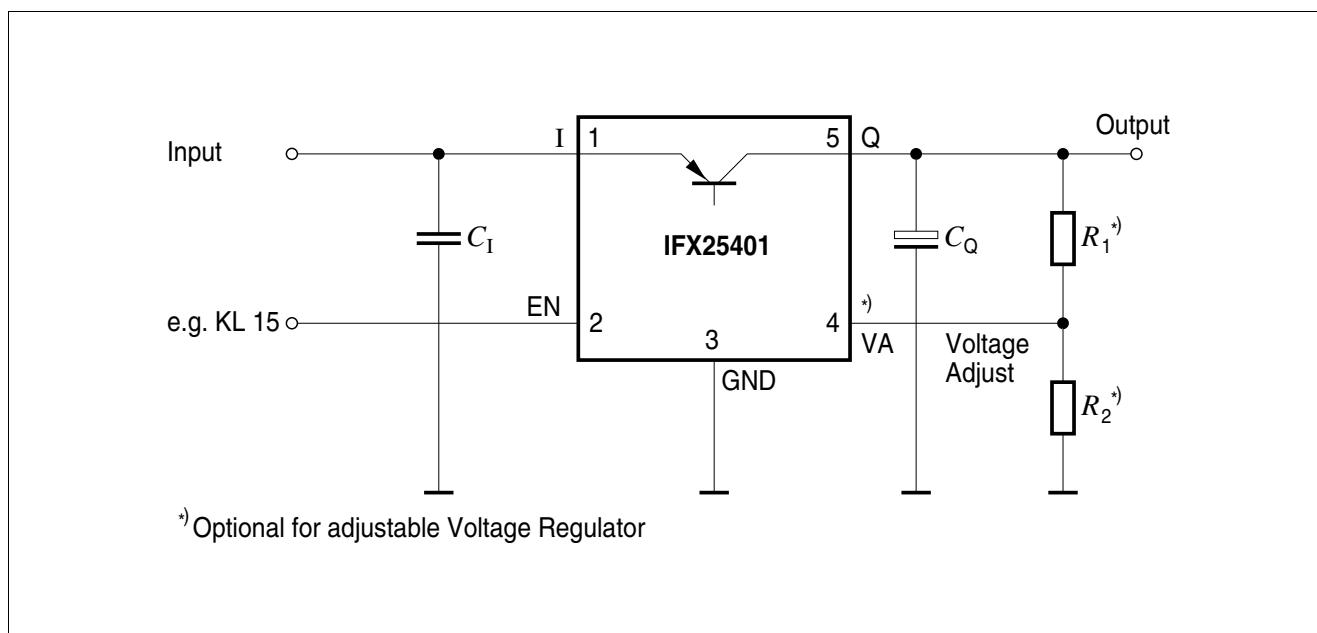 Output
Input
I
1
5
Q
C_I
IFX25401
C_Q
R_1 *)
EN
*)
e.g. KL 15
2
3
4
VA
Voltage
Adjust
GND
R_2 *)
*) Optional for adjustable Voltage Regulator